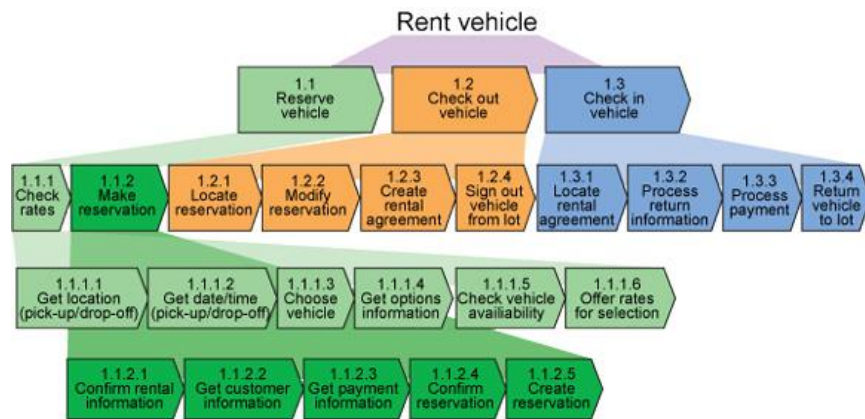 Rent vehicle
1.1
Reserve
vehicle
1.2
Check out
vehicle
1.3
Check in
vehicle
1.1.1
Check
rates
1.1.2
Make
reservation
1.2.1
Locate
reservation
1.2.2
Modify
reservation
1.2.3
Create
rental
agreement
1.2.4
Sign out
vehicle
from lot
1.3.1
Locate
rental
agreement
1.3.2
Process
return
information
1.3.3
Process
payment
1.3.4
Return
vehicle
to lot
1.1.1.1
Get location
(pick-up/drop-off)
1.1.1.2
Get date/time
(pick-up/drop-off)
1.1.1.3
Choose
vehicle
1.1.1.4
Get options
information
1.1.1.5
Check vehicle
availiability
1.1.1.6
Offer rates
for selection
1.1.2.1
Confirm rental
information
1.1.2.2
Get customer
information
1.1.2.3
Get payment
information
1.1.2.4
Confirm
reservation
1.1.2.5
Create
reservation